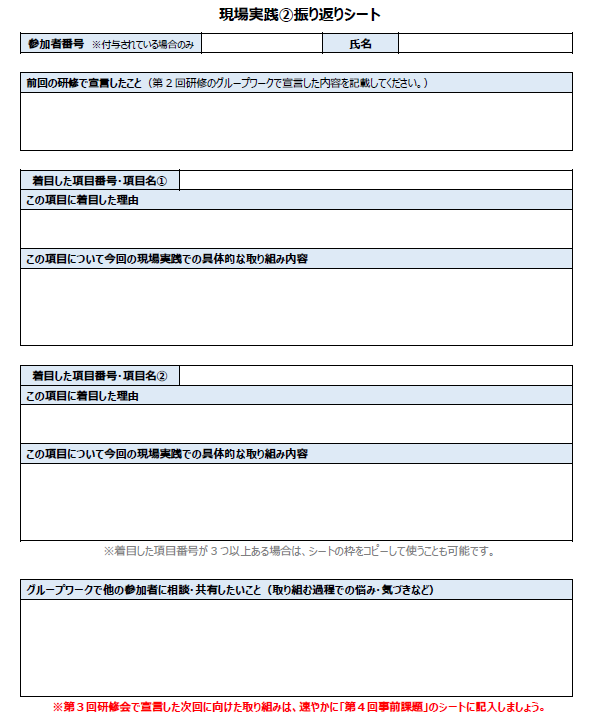 現場実践②振り返りシート
参加者番号 ※付与されている場合のみ 氏名
前回の研修で宣言したこと（第２回研修のグループワークで宣言した内容を記載してください。）
着目した項目番号・項目名①
この項目に着目した理由
この項目について今回の現場実践での具体的な取り組み内容
着目した項目番号・項目名②
この項目に着目した理由
この項目について今回の現場実践での具体的な取り組み内容
※着目した項目番号が３つ以上ある場合は、シートの枠をコピーして使うことも可能です。
グループワークで他の参加者に相談・共有したいこと（取り組む過程での悩み・気づきなど）
※第３回研修会で宣言した次回に向けた取り組みは、速やかに「第４回事前課題」のシートに記入しましょう。